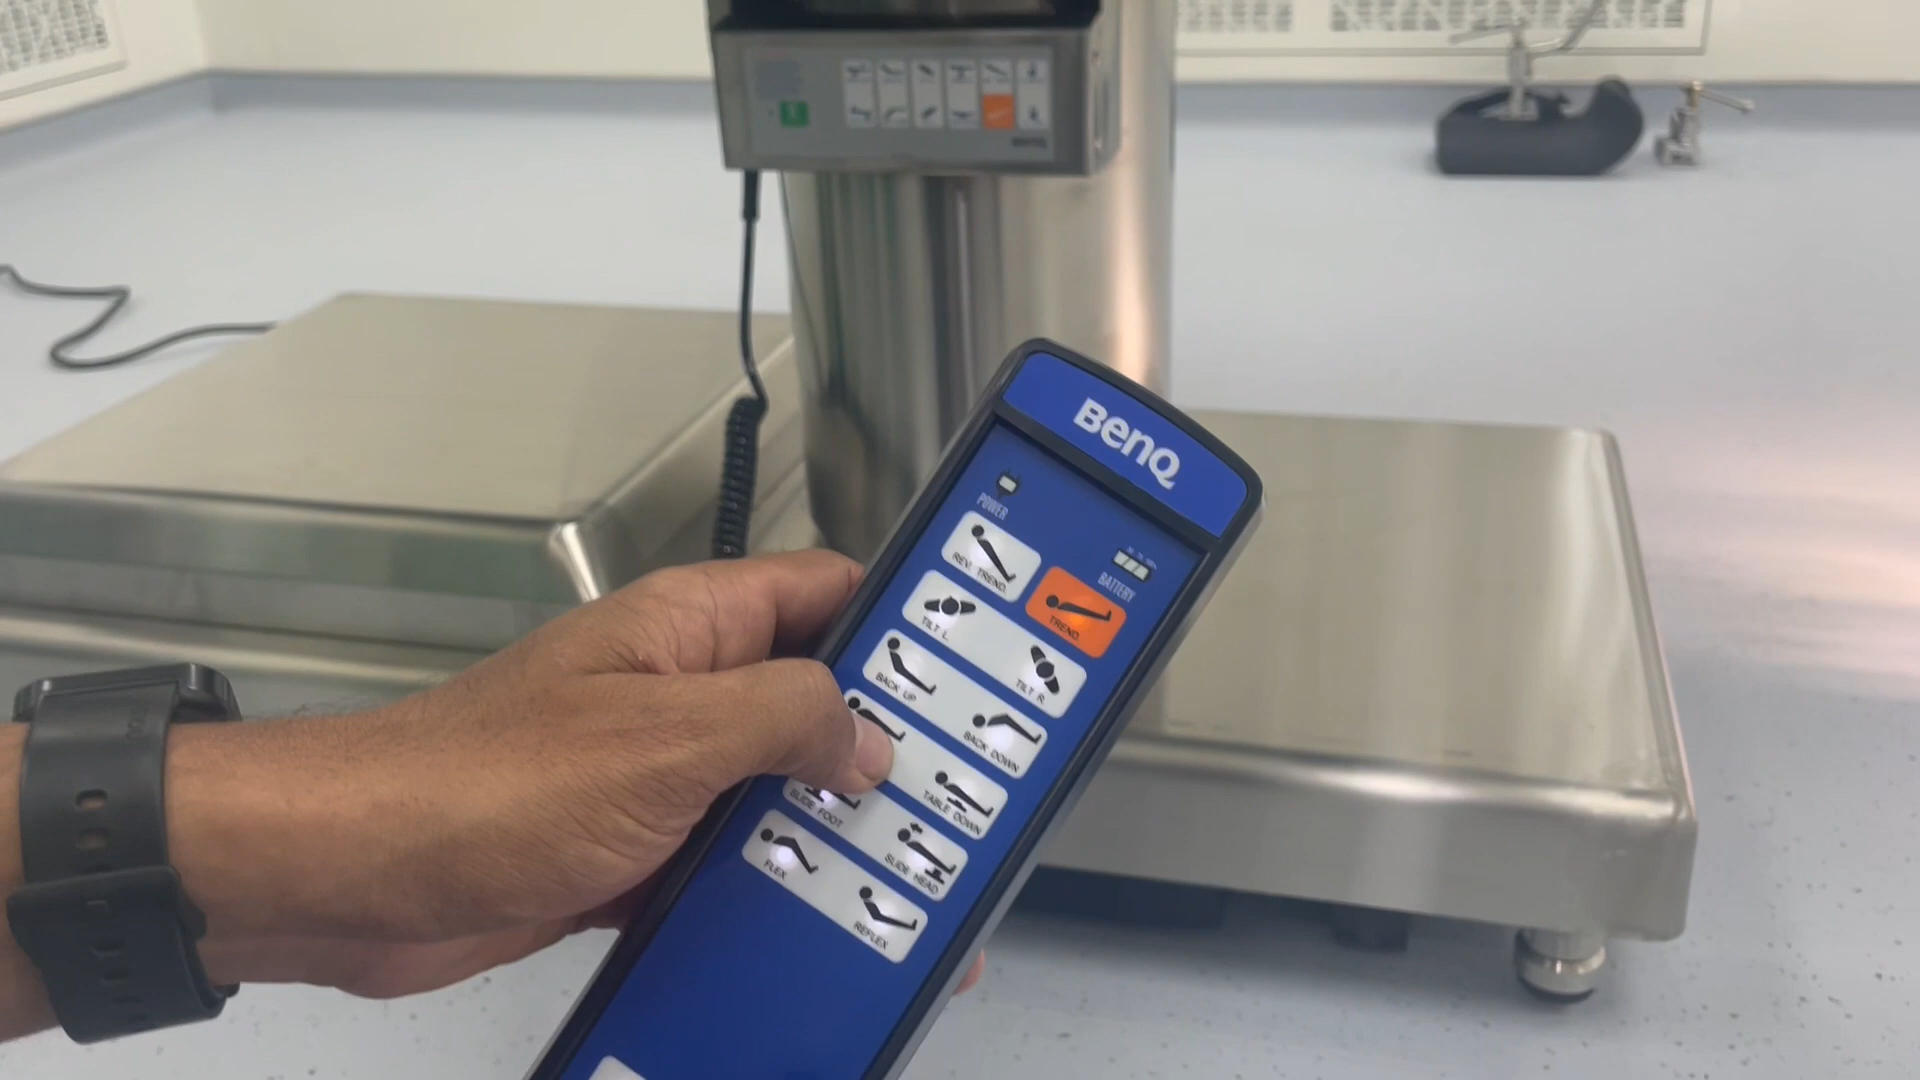 BenQ
POWER
BATTERY
REV. TREND.
TREND.
TILT L
TILT R
BACK UP
BACK DOWN
TABLE DOWN
SLIDE FOOT
SLIDE HEAD
FLEX
REFLEX